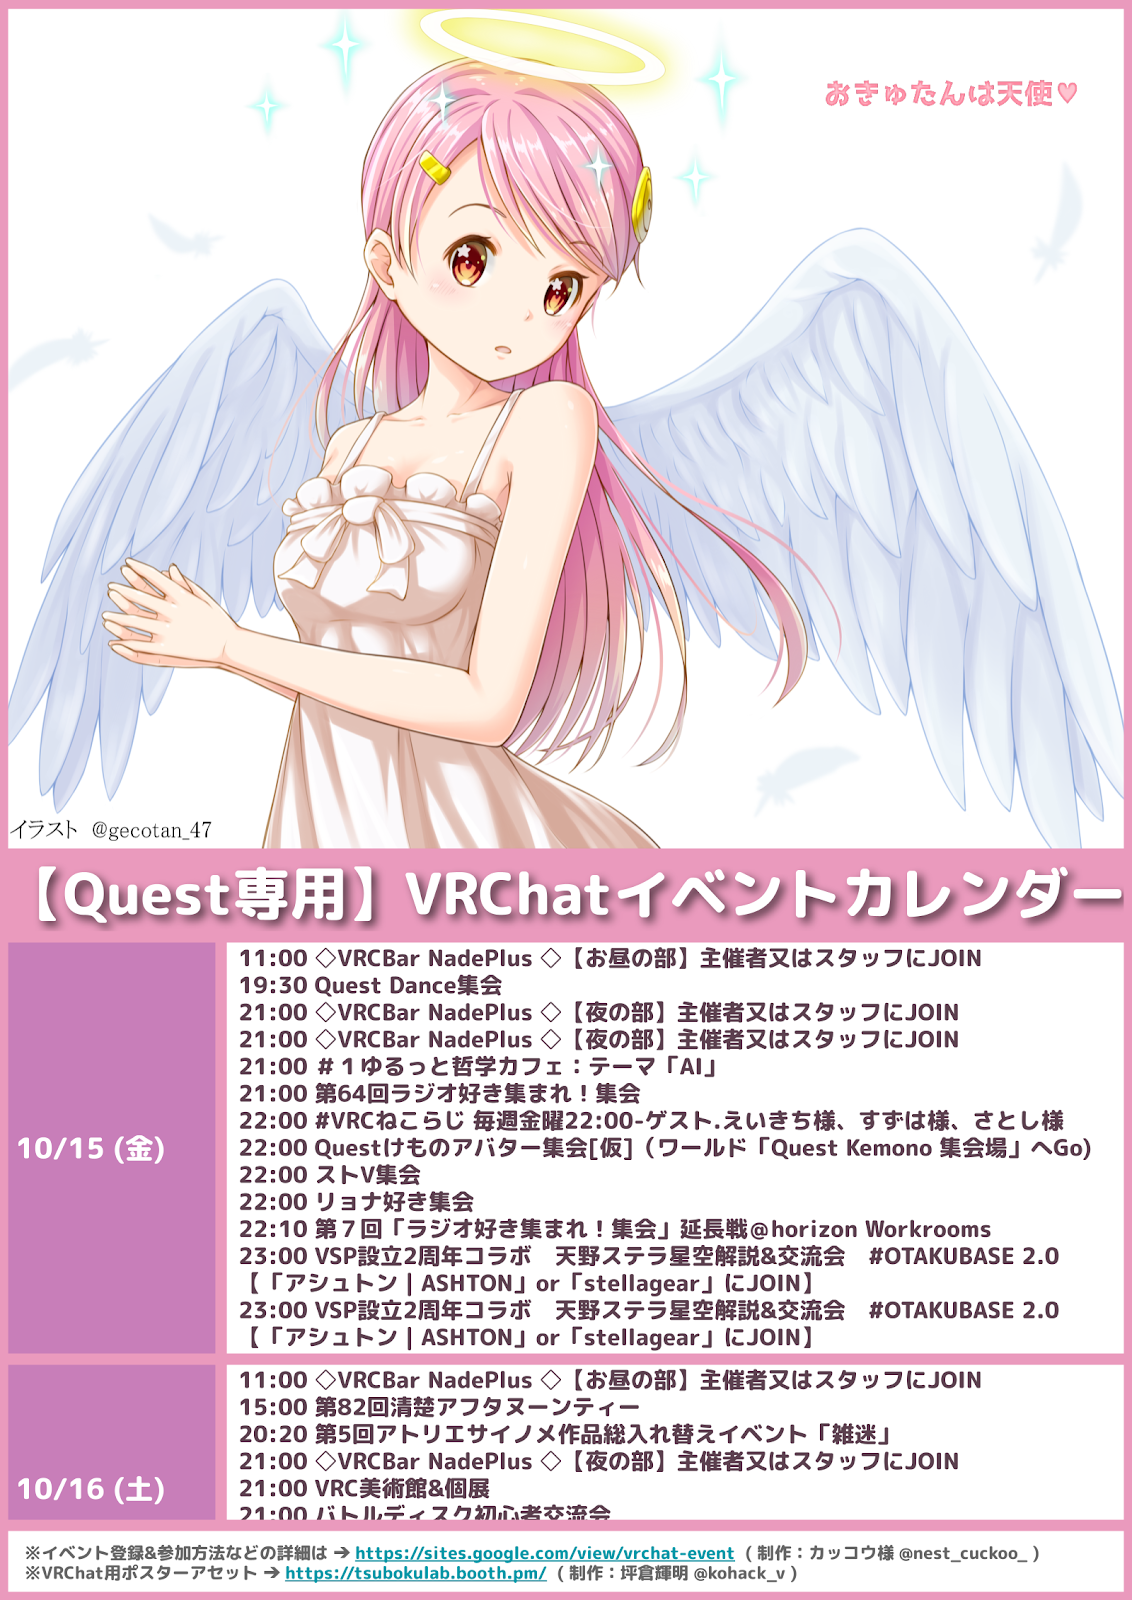 おきゅたんは天使♡
イラスト @gecotan_47
【Quest専用】VRChatイベントカレンダー
10/15 (金)
11:00 ◇VRCBar NadePlus ◇【お昼の部】主催者又はスタッフにJOIN
19:30 Quest Dance集会
21:00 ◇VRCBar NadePlus ◇【夜の部】主催者又はスタッフにJOIN
21:00 ◇VRCBar NadePlus ◇【夜の部】主催者又はスタッフにJOIN
21:00 #１ゆるっと哲学カフェ：テーマ「AI」
21:00 第64回ラジオ好き集まれ！集会
22:00 #VRCねこらじ 毎週金曜22:00-ゲスト.えいきち様、すずは様、さとし様
22:00 Questけものアバター集会[仮]（ワールド「Quest Kemono 集会場」へGo)
22:00 ストV集会
22:00 リョナ好き集会
22:10 第７回「ラジオ好き集まれ！集会」延長戦@horizon Workrooms
23:00 VSP設立2周年コラボ　天野ステラ星空解説&交流会　#OTAKUBASE 2.0
【「アシュトン | ASHTON」or「stellagear」にJOIN】
23:00 VSP設立2周年コラボ　天野ステラ星空解説&交流会　#OTAKUBASE 2.0
【「アシュトン | ASHTON」or「stellagear」にJOIN】
10/16 (土)
11:00 ◇VRCBar NadePlus ◇【お昼の部】主催者又はスタッフにJOIN
15:00 第82回清楚アフタヌーンティー
20:20 第5回アトリエサイノメ作品総入れ替えイベント「雑迷」
21:00 ◇VRCBar NadePlus ◇【夜の部】主催者又はスタッフにJOIN
21:00 VRC美術館&個展
21:00 バトルディスク初心者交流会
※イベント登録&参加方法などの詳細は → https://sites.google.com/view/vrchat-event ( 制作：カッコウ様 @nest_cuckoo_ )
※VRChat用ポスターアセット → https://tsubokulab.booth.pm/ ( 制作：坪倉輝明 @kohack_v )